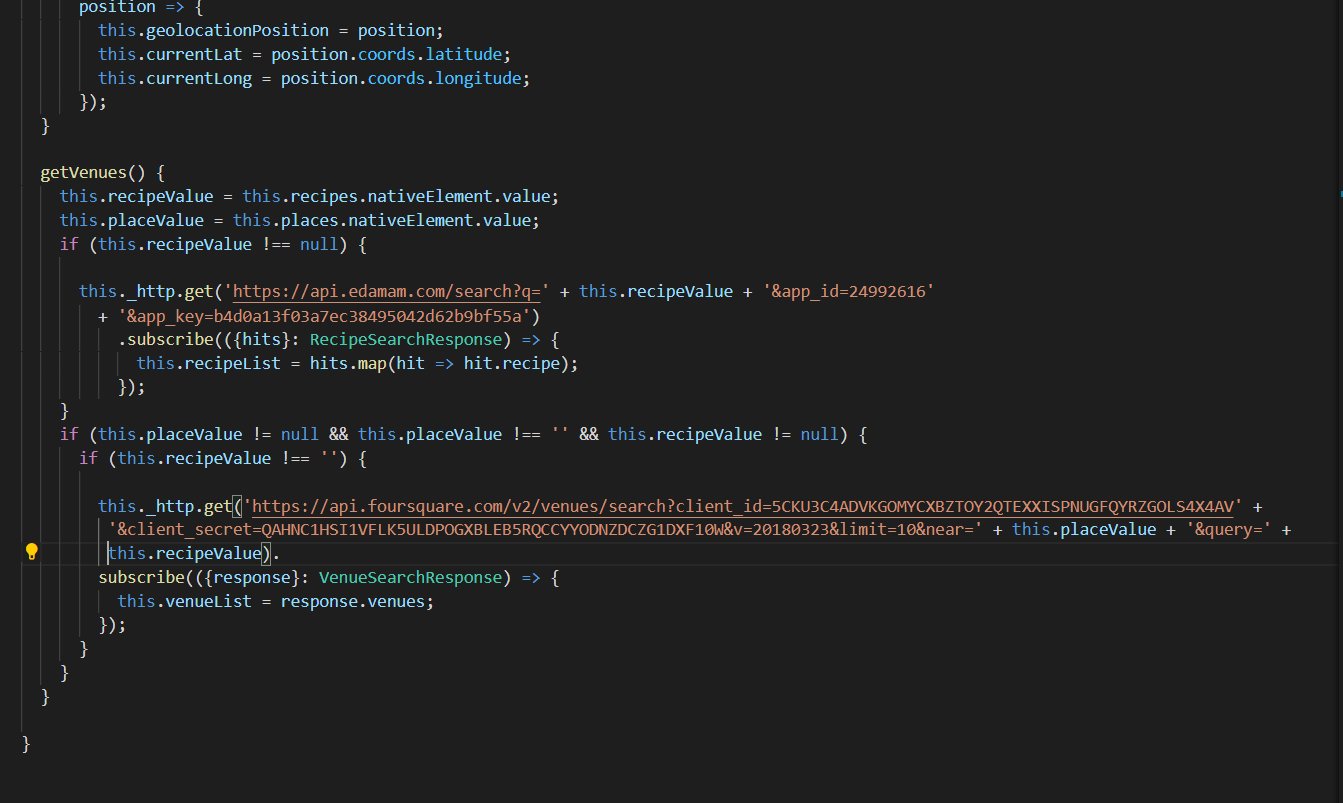 position => {
this.geolocationPosition = position;
this.currentLat = position.coords.latitude;
this.currentLong = position.coords.longitude;
});
}
getVenues() {
this.recipeValue = this.recipes.nativeElement.value;
this.placeValue = this.places.nativeElement.value;
if (this.recipeValue !== null) {
this._http.get('https://api.edamam.com/search?q=' + this.recipeValue + '&app_id=24992616'
+ '&app_key=b4d0a13f03a7ec38495042d62b9bf55a')
.subscribe(({hits}: RecipeSearchResponse) => {
this.recipeList = hits.map(hit => hit.recipe);
});
}
if (this.placeValue != null && this.placeValue !== '' && this.recipeValue != null) {
if (this.recipeValue !== '') {
this._http.get('https://api.foursquare.com/v2/venues/search?client_id=5CKU3C4ADVKGOMYCXBZTOY2QTEXXISPNUGFQYRZGOLS4X4AV' +
'&client_secret=QAHNC1HSI1VFLK5ULDPOGXBLEB5RQCCYYODNZDCZG1DXF10W&v=20180323&limit=10&near=' + this.placeValue + '&query=' +
this.recipeValue).
subscribe(({response}: VenueSearchResponse) => {
this.venueList = response.venues;
});
}
}
}
}